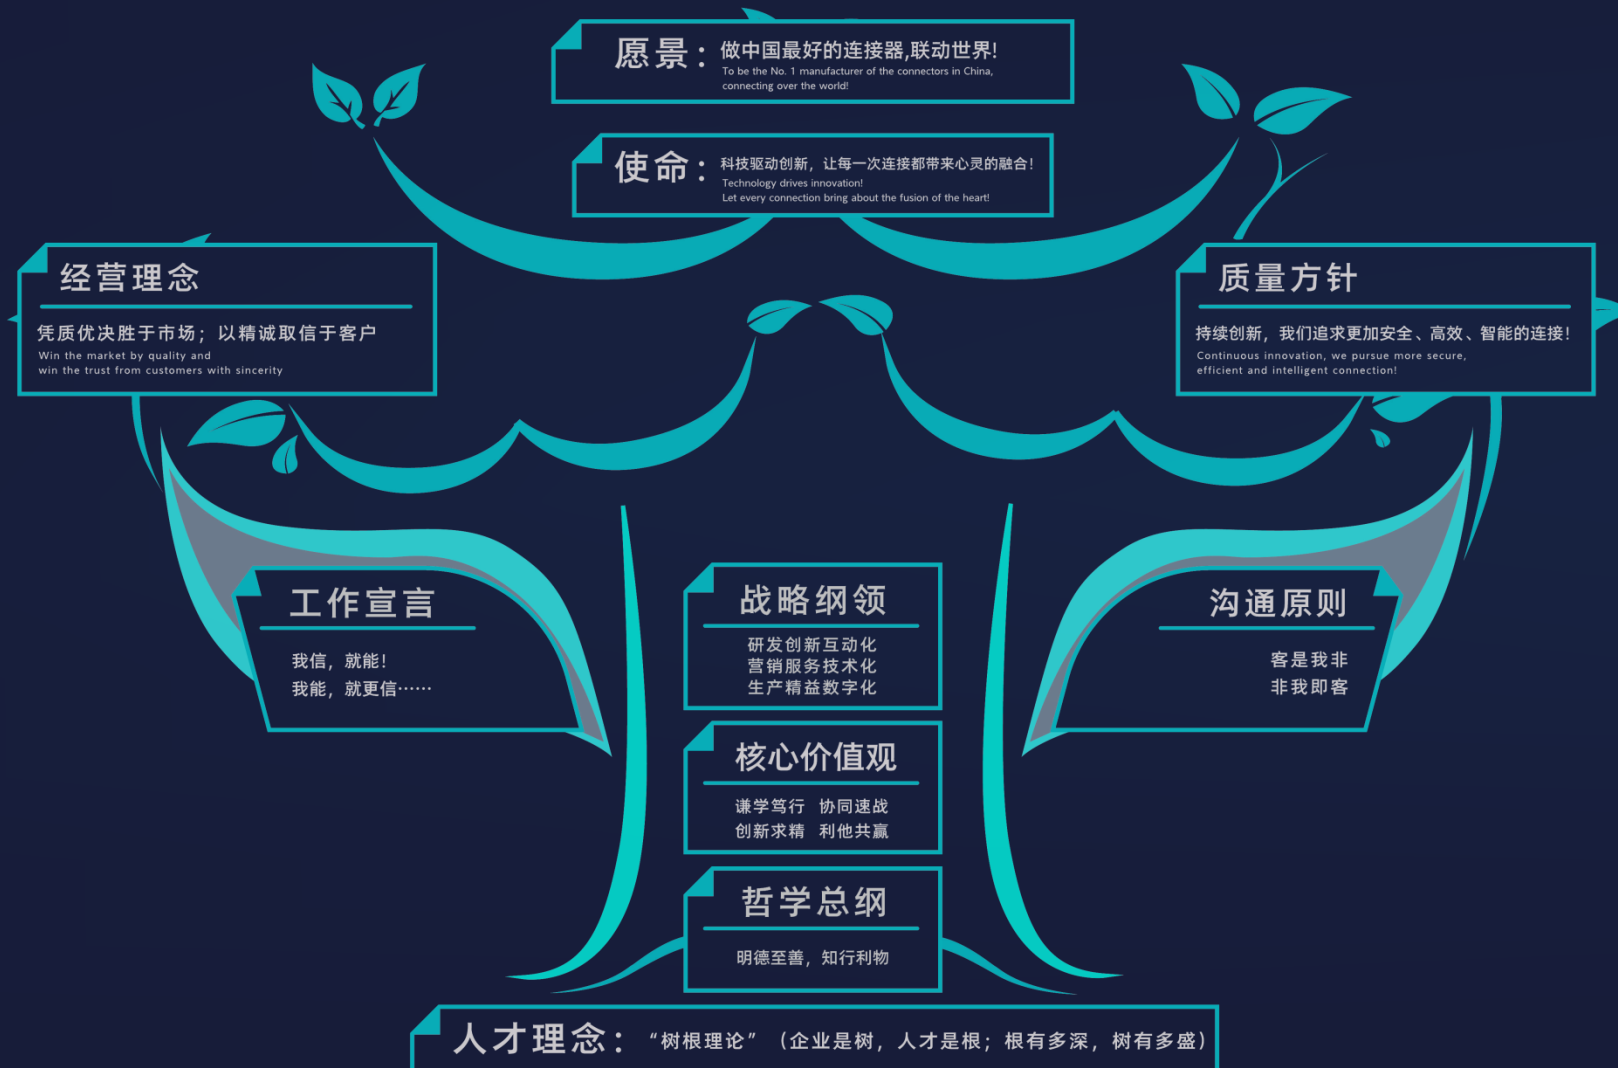 愿景：做中国最好的连接器,联动世界!
To be the No. 1 manufacturer of the connectors in China,
connecting over the world!
使命：科技驱动创新，让每一次连接都带来心灵的融合！
Technology drives innovation!
Let every connection bring about the fusion of the heart!
经营理念
凭质优决胜于市场；以精诚取信于客户
Win the market by quality and
win the trust from customers with sincerity
质量方针
持续创新，我们追求更加安全、高效、智能的连接！
Continuous innovation, we pursue more secure,
efficient and intelligent connection!
工作宣言
我信，就能！
我能，就更信……
战略纲领
研发创新互动化
营销服务技术化
生产精益数字化
沟通原则
客是我非
非我即客
核心价值观
谦学笃行 协同速战
创新求精 利他共赢
哲学总纲
明德至善，知行利物
人才理念：“树根理论”（企业是树，人才是根；根有多深，树有多盛）